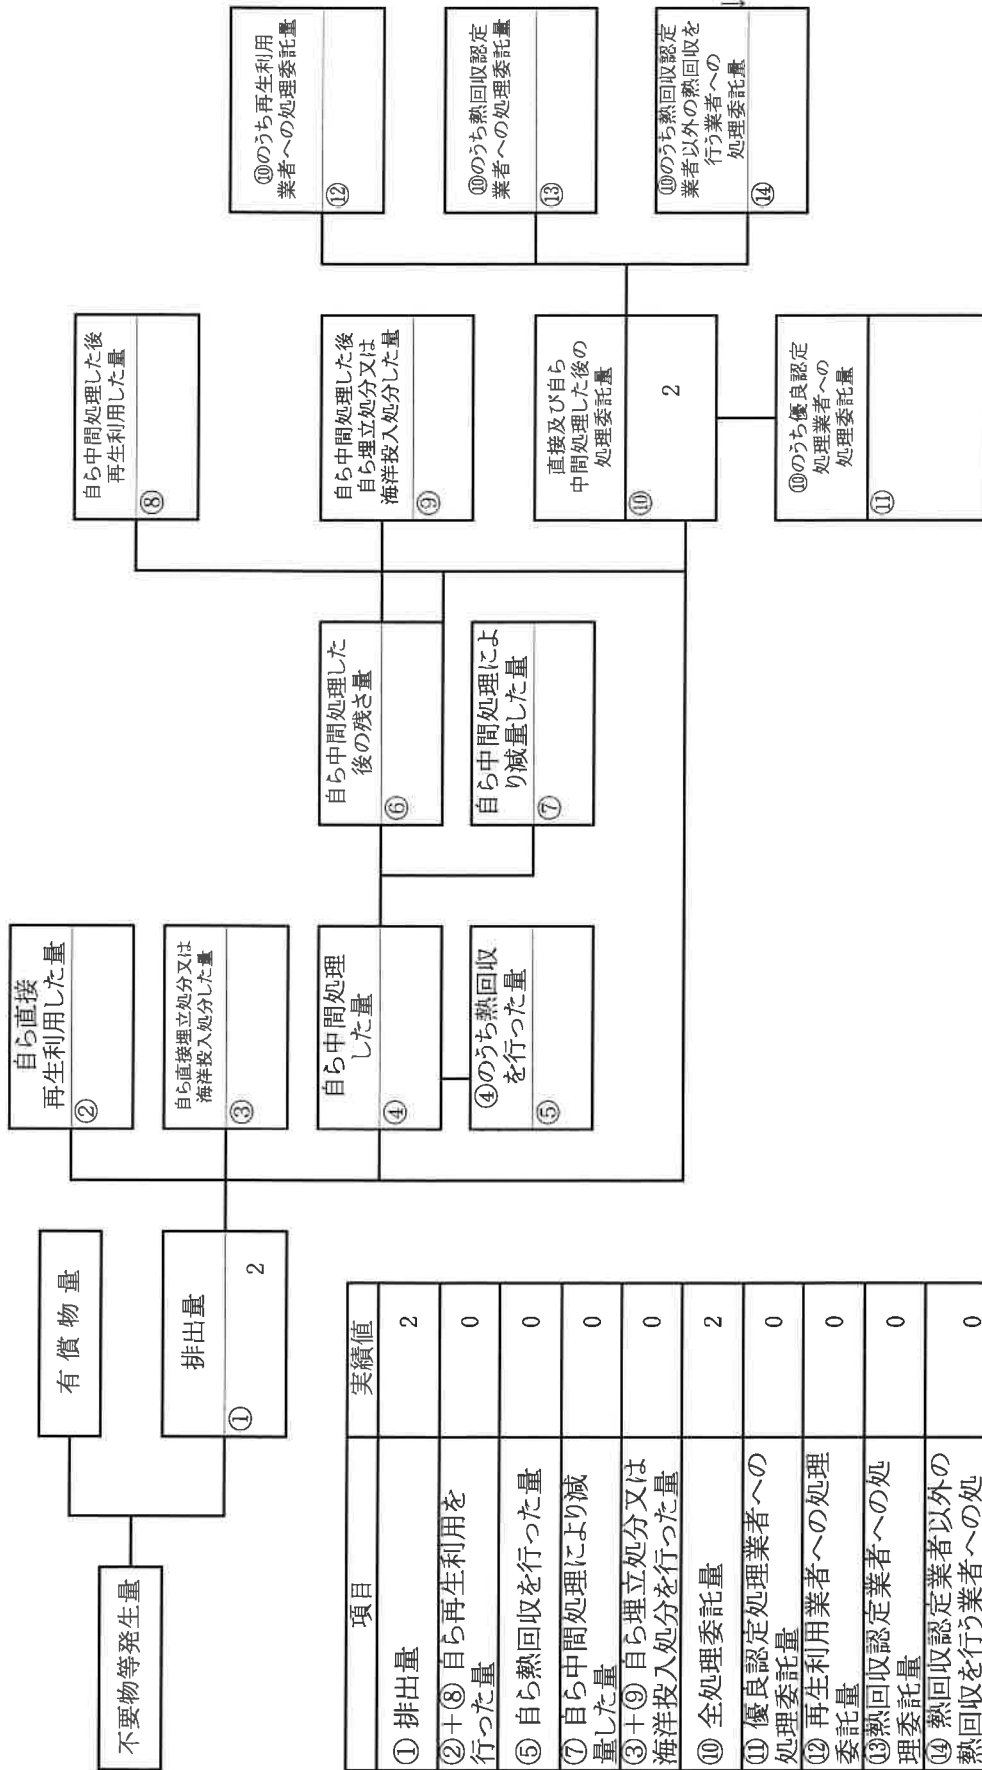 不要物等発生量
有償物量
排出量
①
2
自ら直接
再生利用した量
②
自ら直接埋立処分又は
海洋投入処分した量
③
自ら中間処理
した量
④
④のうち熱回収
を行った量
⑤
自ら中間処理した
後の残さ量
⑥
自ら中間処理によ
り減量した量
⑦
自ら中間処理した後
再生利用した量
⑧
自ら中間処理した後
自ら埋立処分又は
海洋投入処分した量
⑨
直接及び自ら
中間処理した後の
処理委託量
⑩
2
⑩のうち優良認定
処理業者への
処理委託量
⑪
⑩のうち再生利用
業者への処理委託量
⑫
⑩のうち熱回収認定
業者への処理委託量
⑬
⑩のうち熱回収認定
業者以外の熱回収を
行う業者への
処理委託量
⑭
項目 実績値
① 排出量 2
②+⑧ 自ら再生利用を
行った量 0
⑤ 自ら熱回収を行った量 0
⑦ 自ら中間処理により減
量した量 0
③+⑨ 自ら埋立処分又は
海洋投入処分を行った量 0
⑩ 全処理委託量 2
⑪ 優良認定処理業者への
処理委託量 0
⑫ 再生利用業者への処理
委託量 0
⑬熱回収認定業者への処
理委託量 0
⑭ 熱回収認定業者以外の
熱回収を行う業者への処 0